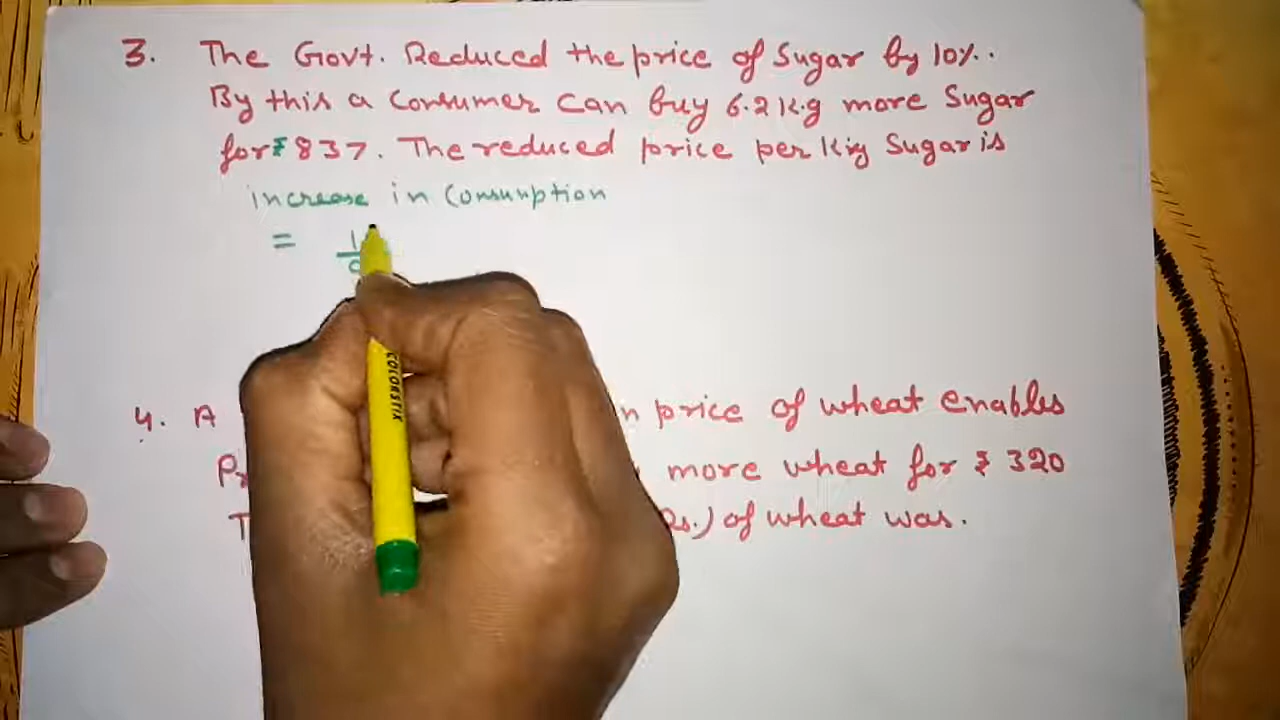 3. The Govt. Reduced the price of Sugar by 10%.
By this a Consumer Can buy 6.2 K.g more Sugar
for ₹ 837. The reduced price per Kg Sugar is
increase in Consumption
= 1
4. A price of wheat enables
more wheat for ₹ 320
of wheat was.
COLORSTIX